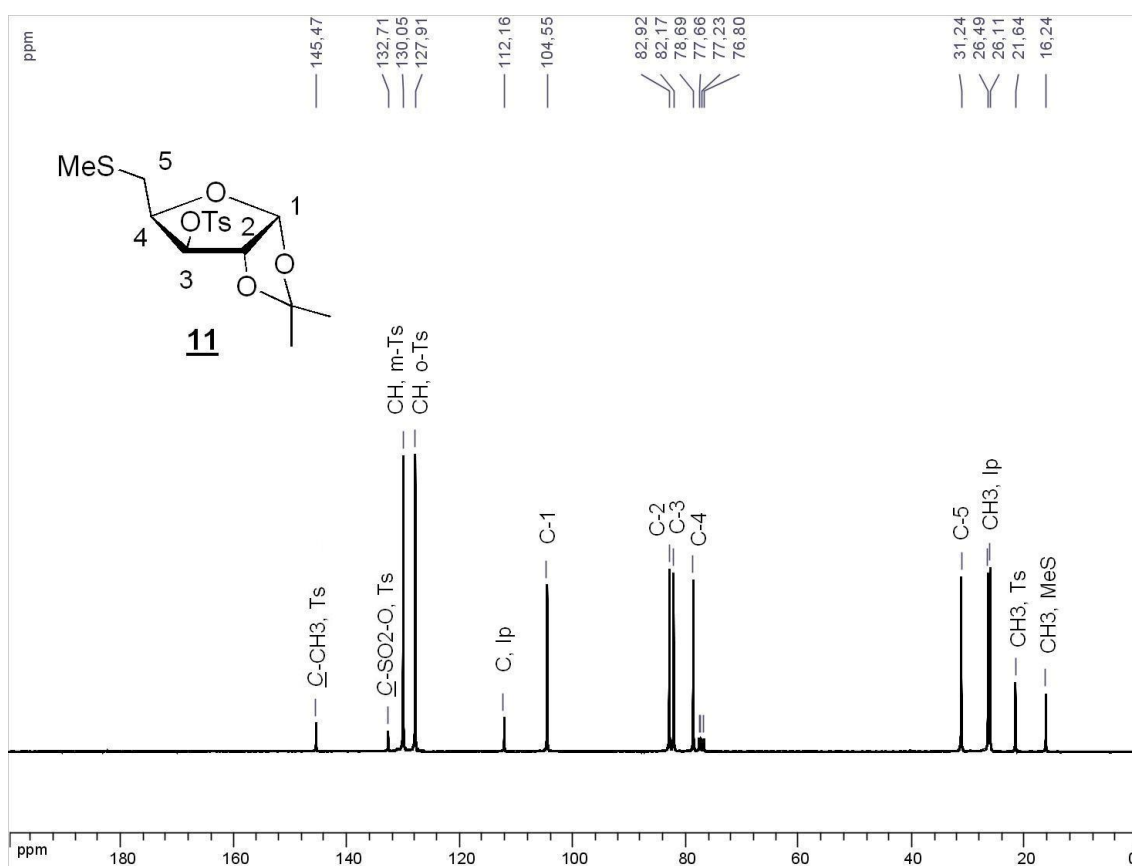 ppm
145,47
132,71
130,05
127,91
112,16
104,55
82,92
82,17
78,69
77,66
77,23
76,80
31,24
26,49
26,11
21,64
16,24
MeS
5
O
OTs
2
1
4
3
O
O
11
C-CH3, Ts
C-SO2-O, Ts
CH, m-Ts
CH, o-Ts
C, Ip
C-1
C-2
C-3
C-4
C-5
CH3, Ip
CH3, Ts
CH3, MeS
ppm 180 160 140 120 100 80 60 40 20 0